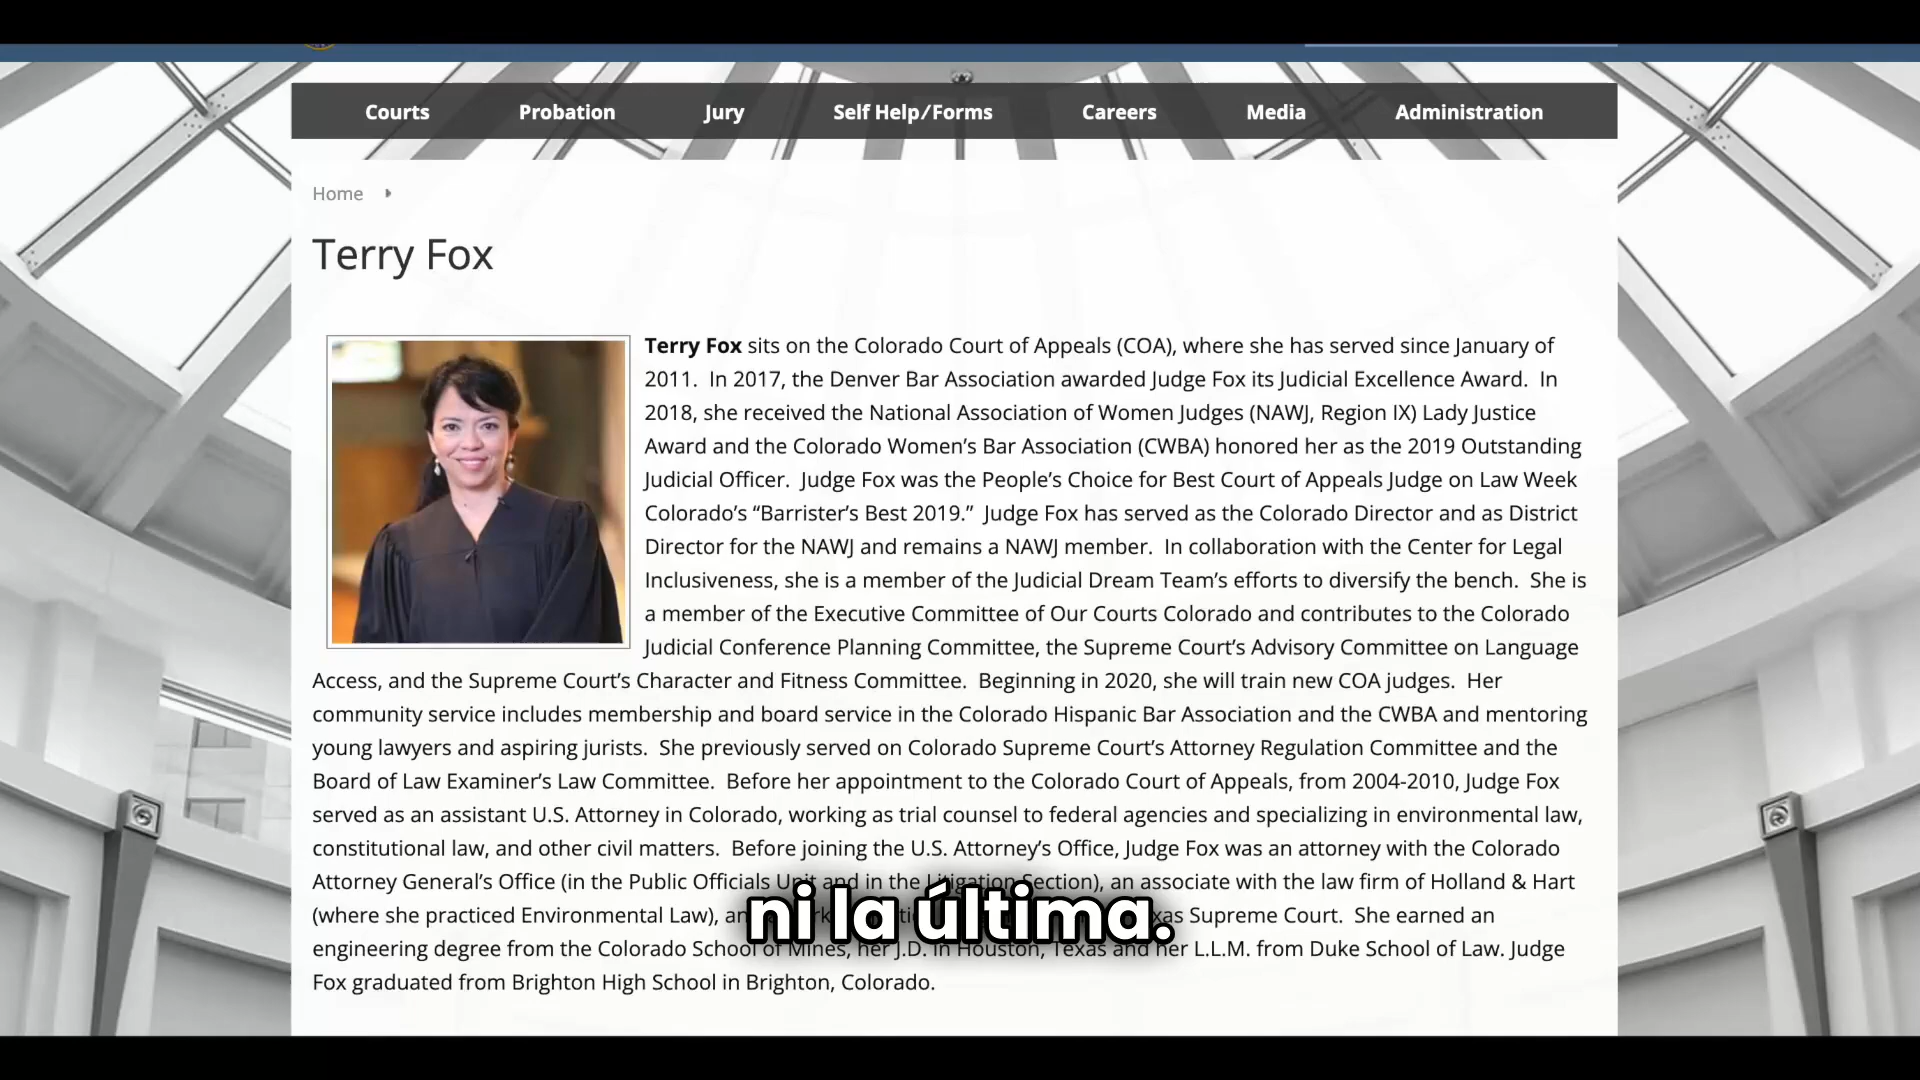 Courts Probation Jury Self Help/Forms Careers Media Administration
Home
Terry Fox
Terry Fox sits on the Colorado Court of Appeals (COA), where she has served since January of
2011. In 2017, the Denver Bar Association awarded Judge Fox its Judicial Excellence Award. In
2018, she received the National Association of Women Judges (NAWJ, Region IX) Lady Justice
Award and the Colorado Women's Bar Association (CWBA) honored her as the 2019 Outstanding
Judicial Officer. Judge Fox was the People's Choice for Best Court of Appeals Judge on Law Week
Colorado's “Barrister's Best 2019.” Judge Fox has served as the Colorado Director and as District
Director for the NAWJ and remains a NAWJ member. In collaboration with the Center for Legal
Inclusiveness, she is a member of the Judicial Dream Team's efforts to diversify the bench. She is
a member of the Executive Committee of Our Courts Colorado and contributes to the Colorado
Judicial Conference Planning Committee, the Supreme Court's Advisory Committee on Language
Access, and the Supreme Court's Character and Fitness Committee. Beginning in 2020, she will train new COA judges. Her
community service includes membership and board service in the Colorado Hispanic Bar Association and the CWBA and mentoring
young lawyers and aspiring jurists. She previously served on Colorado Supreme Court's Attorney Regulation Committee and the
Board of Law Examiner's Law Committee. Before her appointment to the Colorado Court of Appeals, from 2004-2010, Judge Fox
served as an assistant U.S. Attorney in Colorado, working as trial counsel to federal agencies and specializing in environmental law,
constitutional law, and other civil matters. Before joining the U.S. Attorney's Office, Judge Fox was an attorney with the Colorado
Attorney General's Office (in the Public Officials Unit and in the Litigation Section), an associate with the law firm of Holland & Hart
(where she practiced Environmental Law), Supreme Court. She earned an
ni la última.
engineering degree from the Colorado School of Mines, her J.D. in Houston, Texas and her L.L.M. from Duke School of Law. Judge
Fox graduated from Brighton High School in Brighton, Colorado.